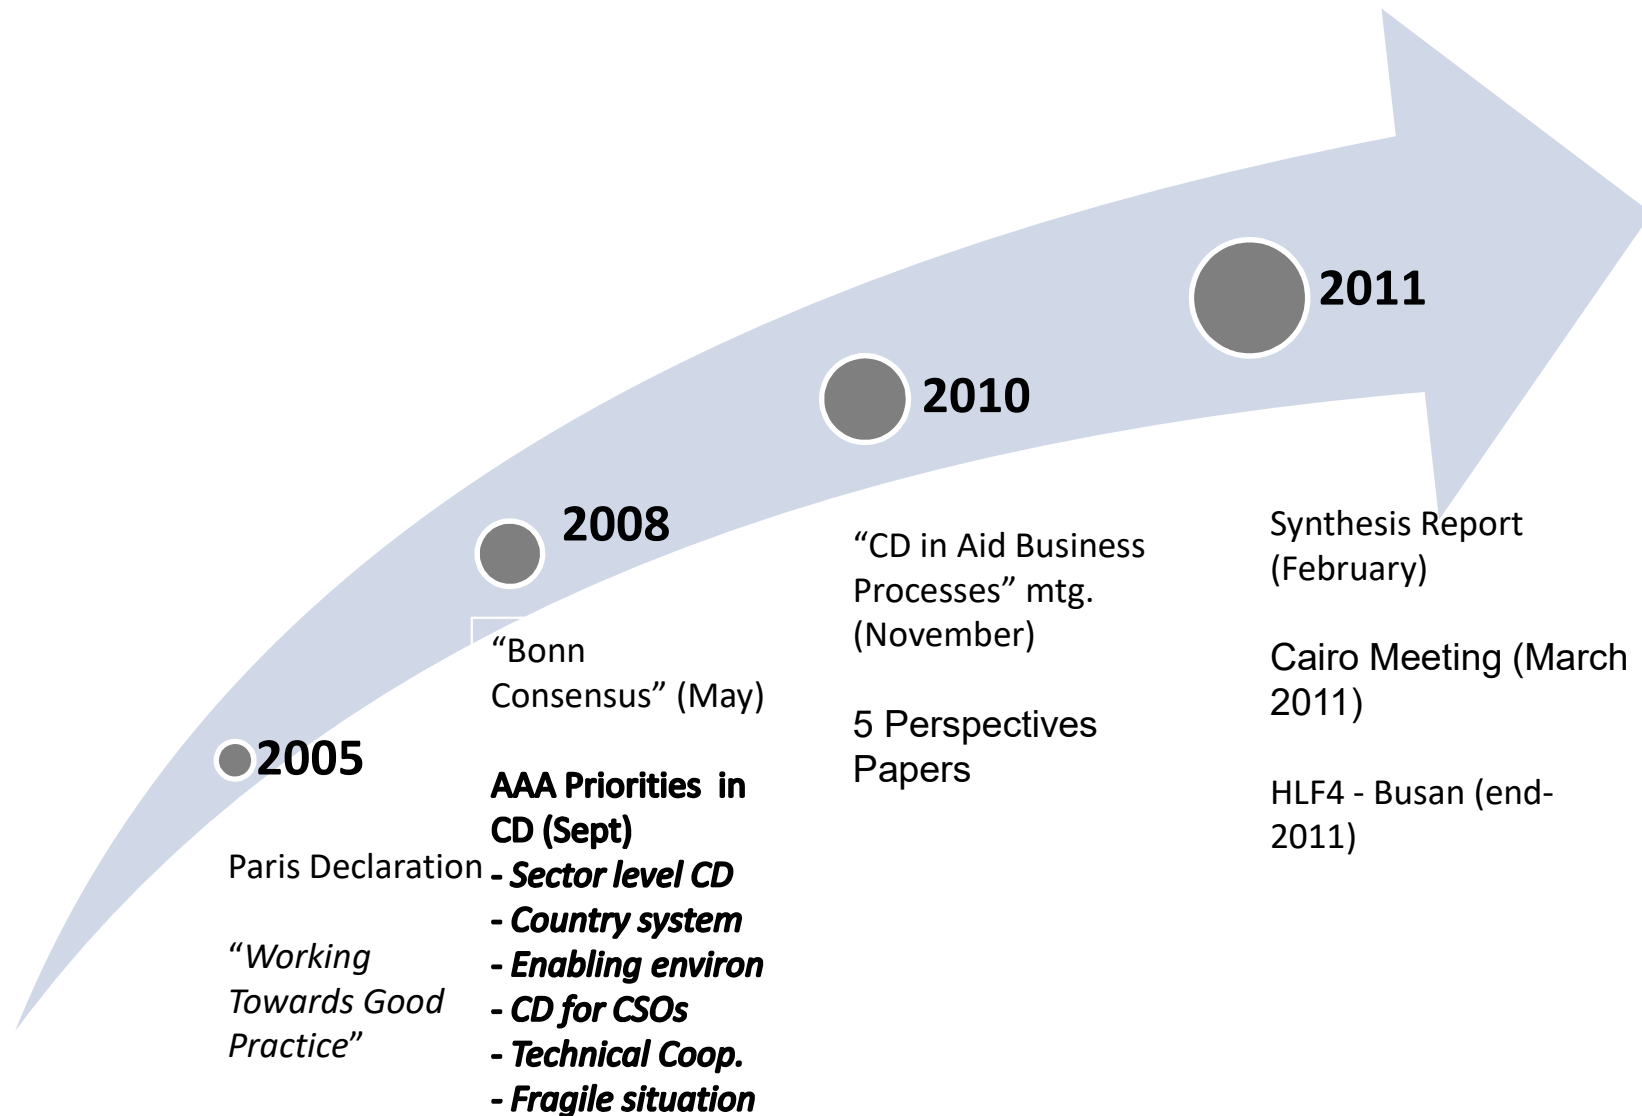 2005
Paris Declaration
“Working
Towards Good
Practice”
2008
“Bonn
Consensus” (May)
AAA Priorities in
CD (Sept)
- Sector level CD
- Country system
- Enabling environ
- CD for CSOs
- Technical Coop.
- Fragile situation
2010
“CD in Aid Business
Processes” mtg.
(November)
5 Perspectives
Papers
2011
Synthesis Report
(February)
Cairo Meeting (March
2011)
HLF4 - Busan (end-
2011)